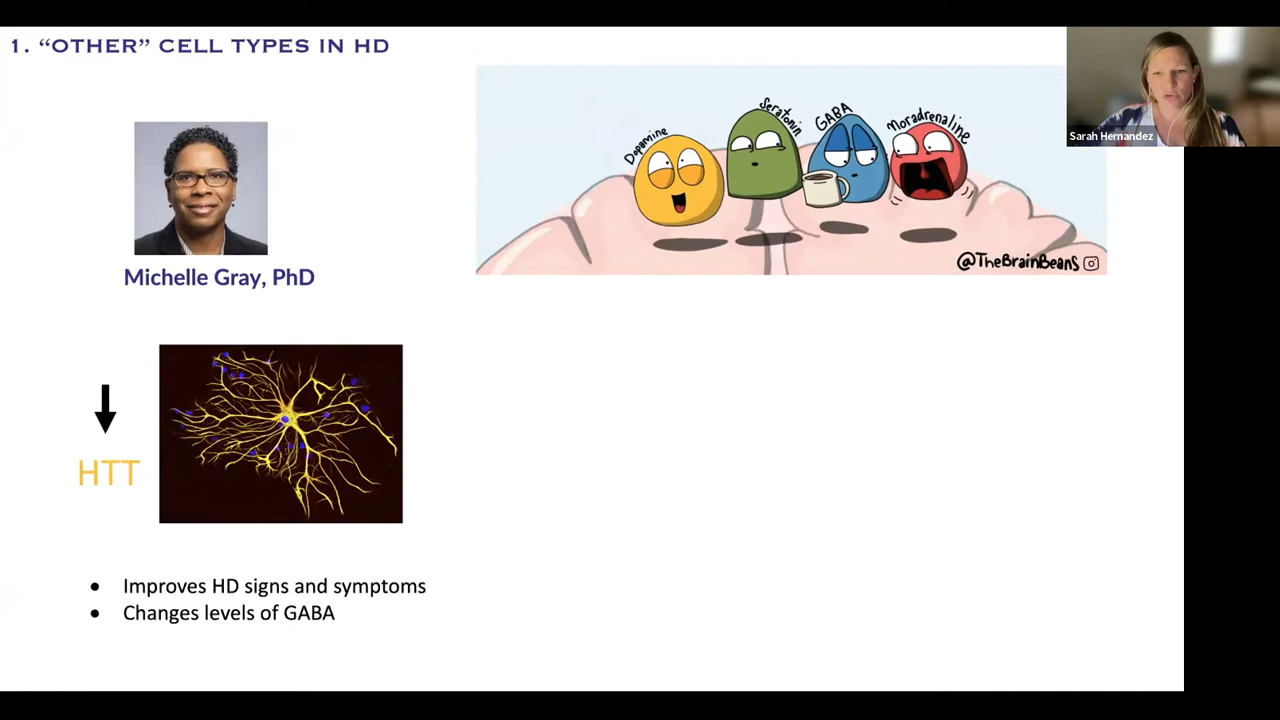 1. “OTHER” CELL TYPES IN HD
Dopamine
Seratonin
GABA
Noradrenaline
@TheBrainBeans
Sarah Hernandez
Michelle Gray, PhD
HTT
• Improves HD signs and symptoms
• Changes levels of GABA